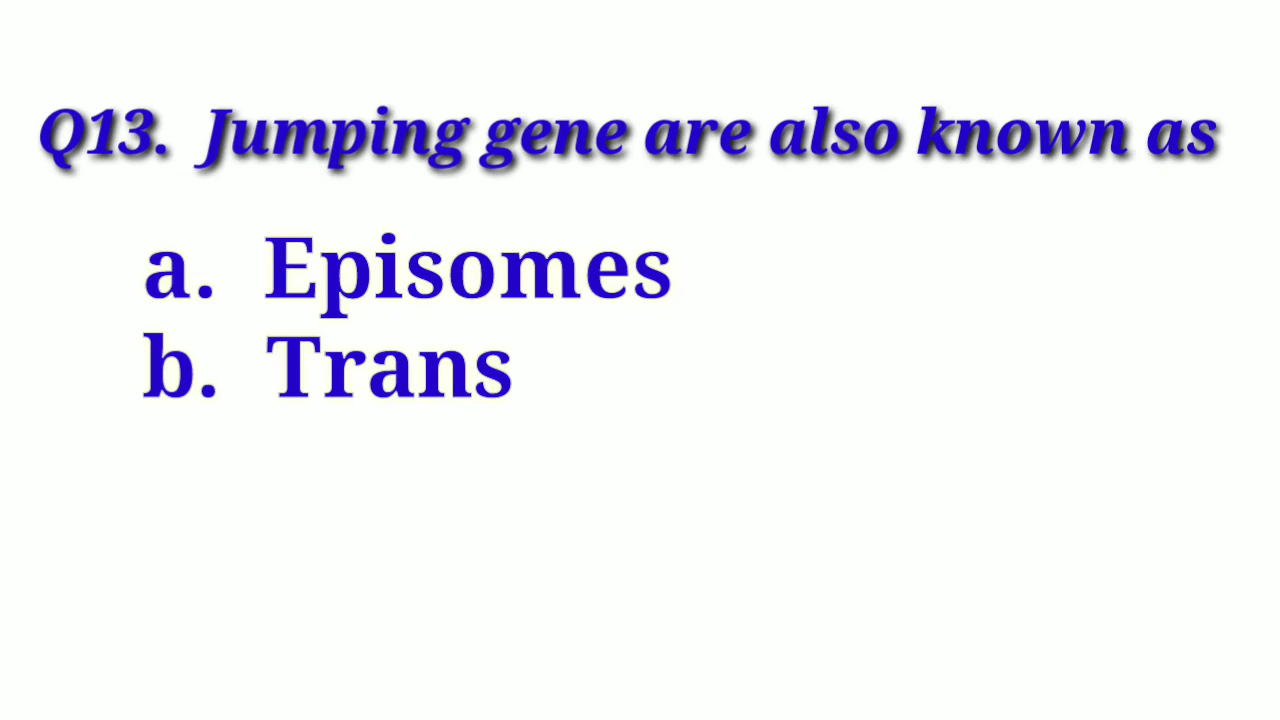 Q13. Jumping gene are also known as
a. Episomes
b. Trans